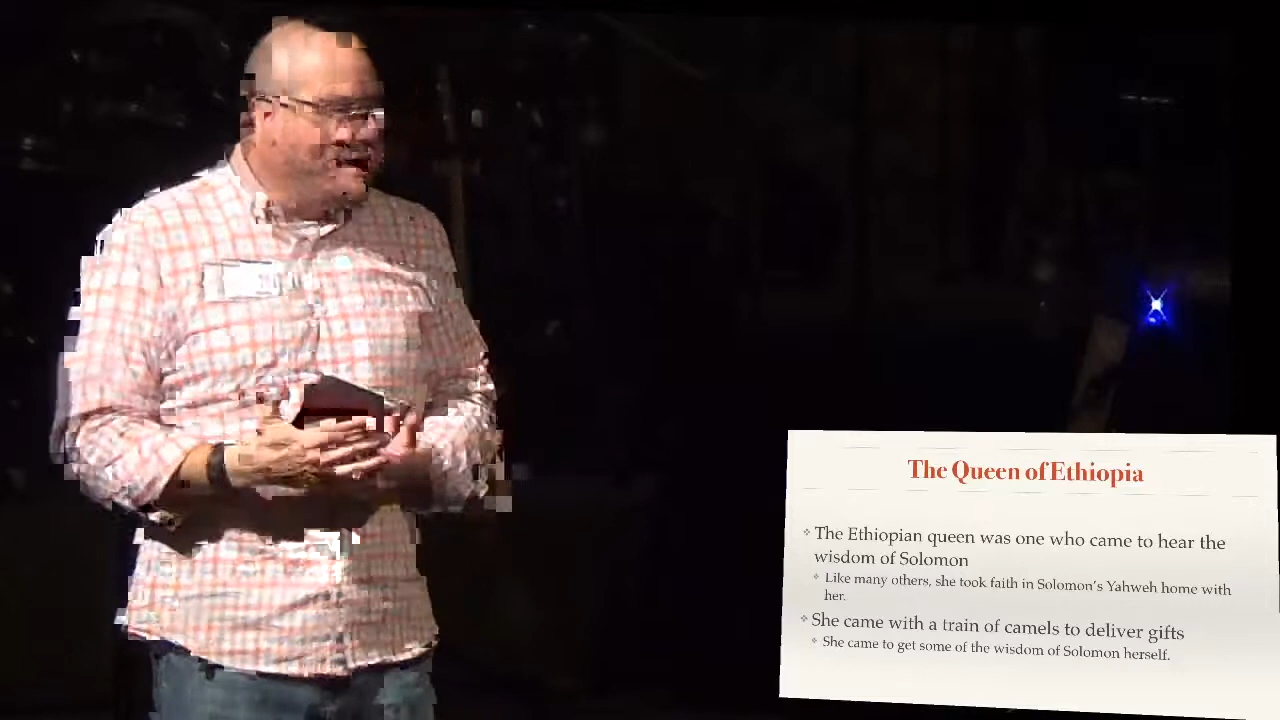 The Queen of Ethiopia
The Ethiopian queen was one who came to hear the
wisdom of Solomon
Like many others, she took faith in Solomon's Yahweh home with
her.
She came with a train of camels to deliver gifts
She came to get some of the wisdom of Solomon herself.